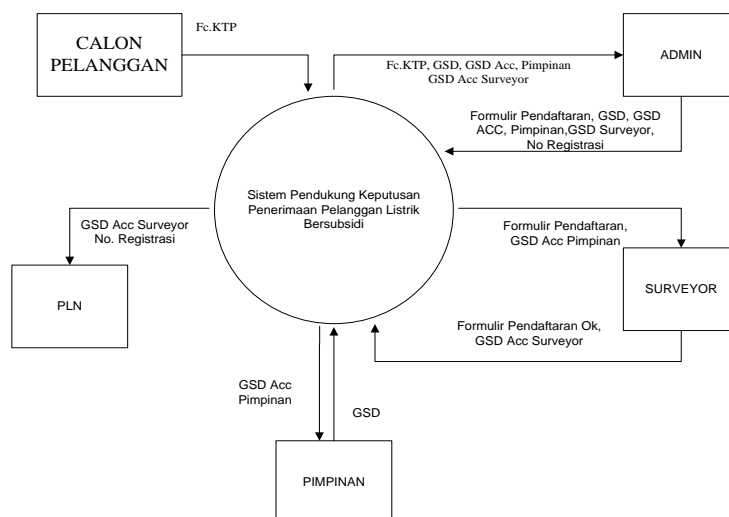 Fc.KTP
CALON
PELANGGAN
ADMIN
Fc.KTP, GSD, GSD Acc, Pimpinan
GSD Acc Surveyor
Formulir Pendaftaran, GSD, GSD
ACC, Pimpinan,GSD Surveyor,
No Registrasi
Sistem Pendukung Keputusan
Penerimaan Pelanggan Listrik
Bersubsidi
GSD Acc Surveyor
No. Registrasi
Formulir Pendaftaran,
GSD Acc Pimpinan
PLN
SURVEYOR
Formulir Pendaftaran Ok,
GSD Acc Surveyor
GSD Acc
Pimpinan
GSD
PIMPINAN